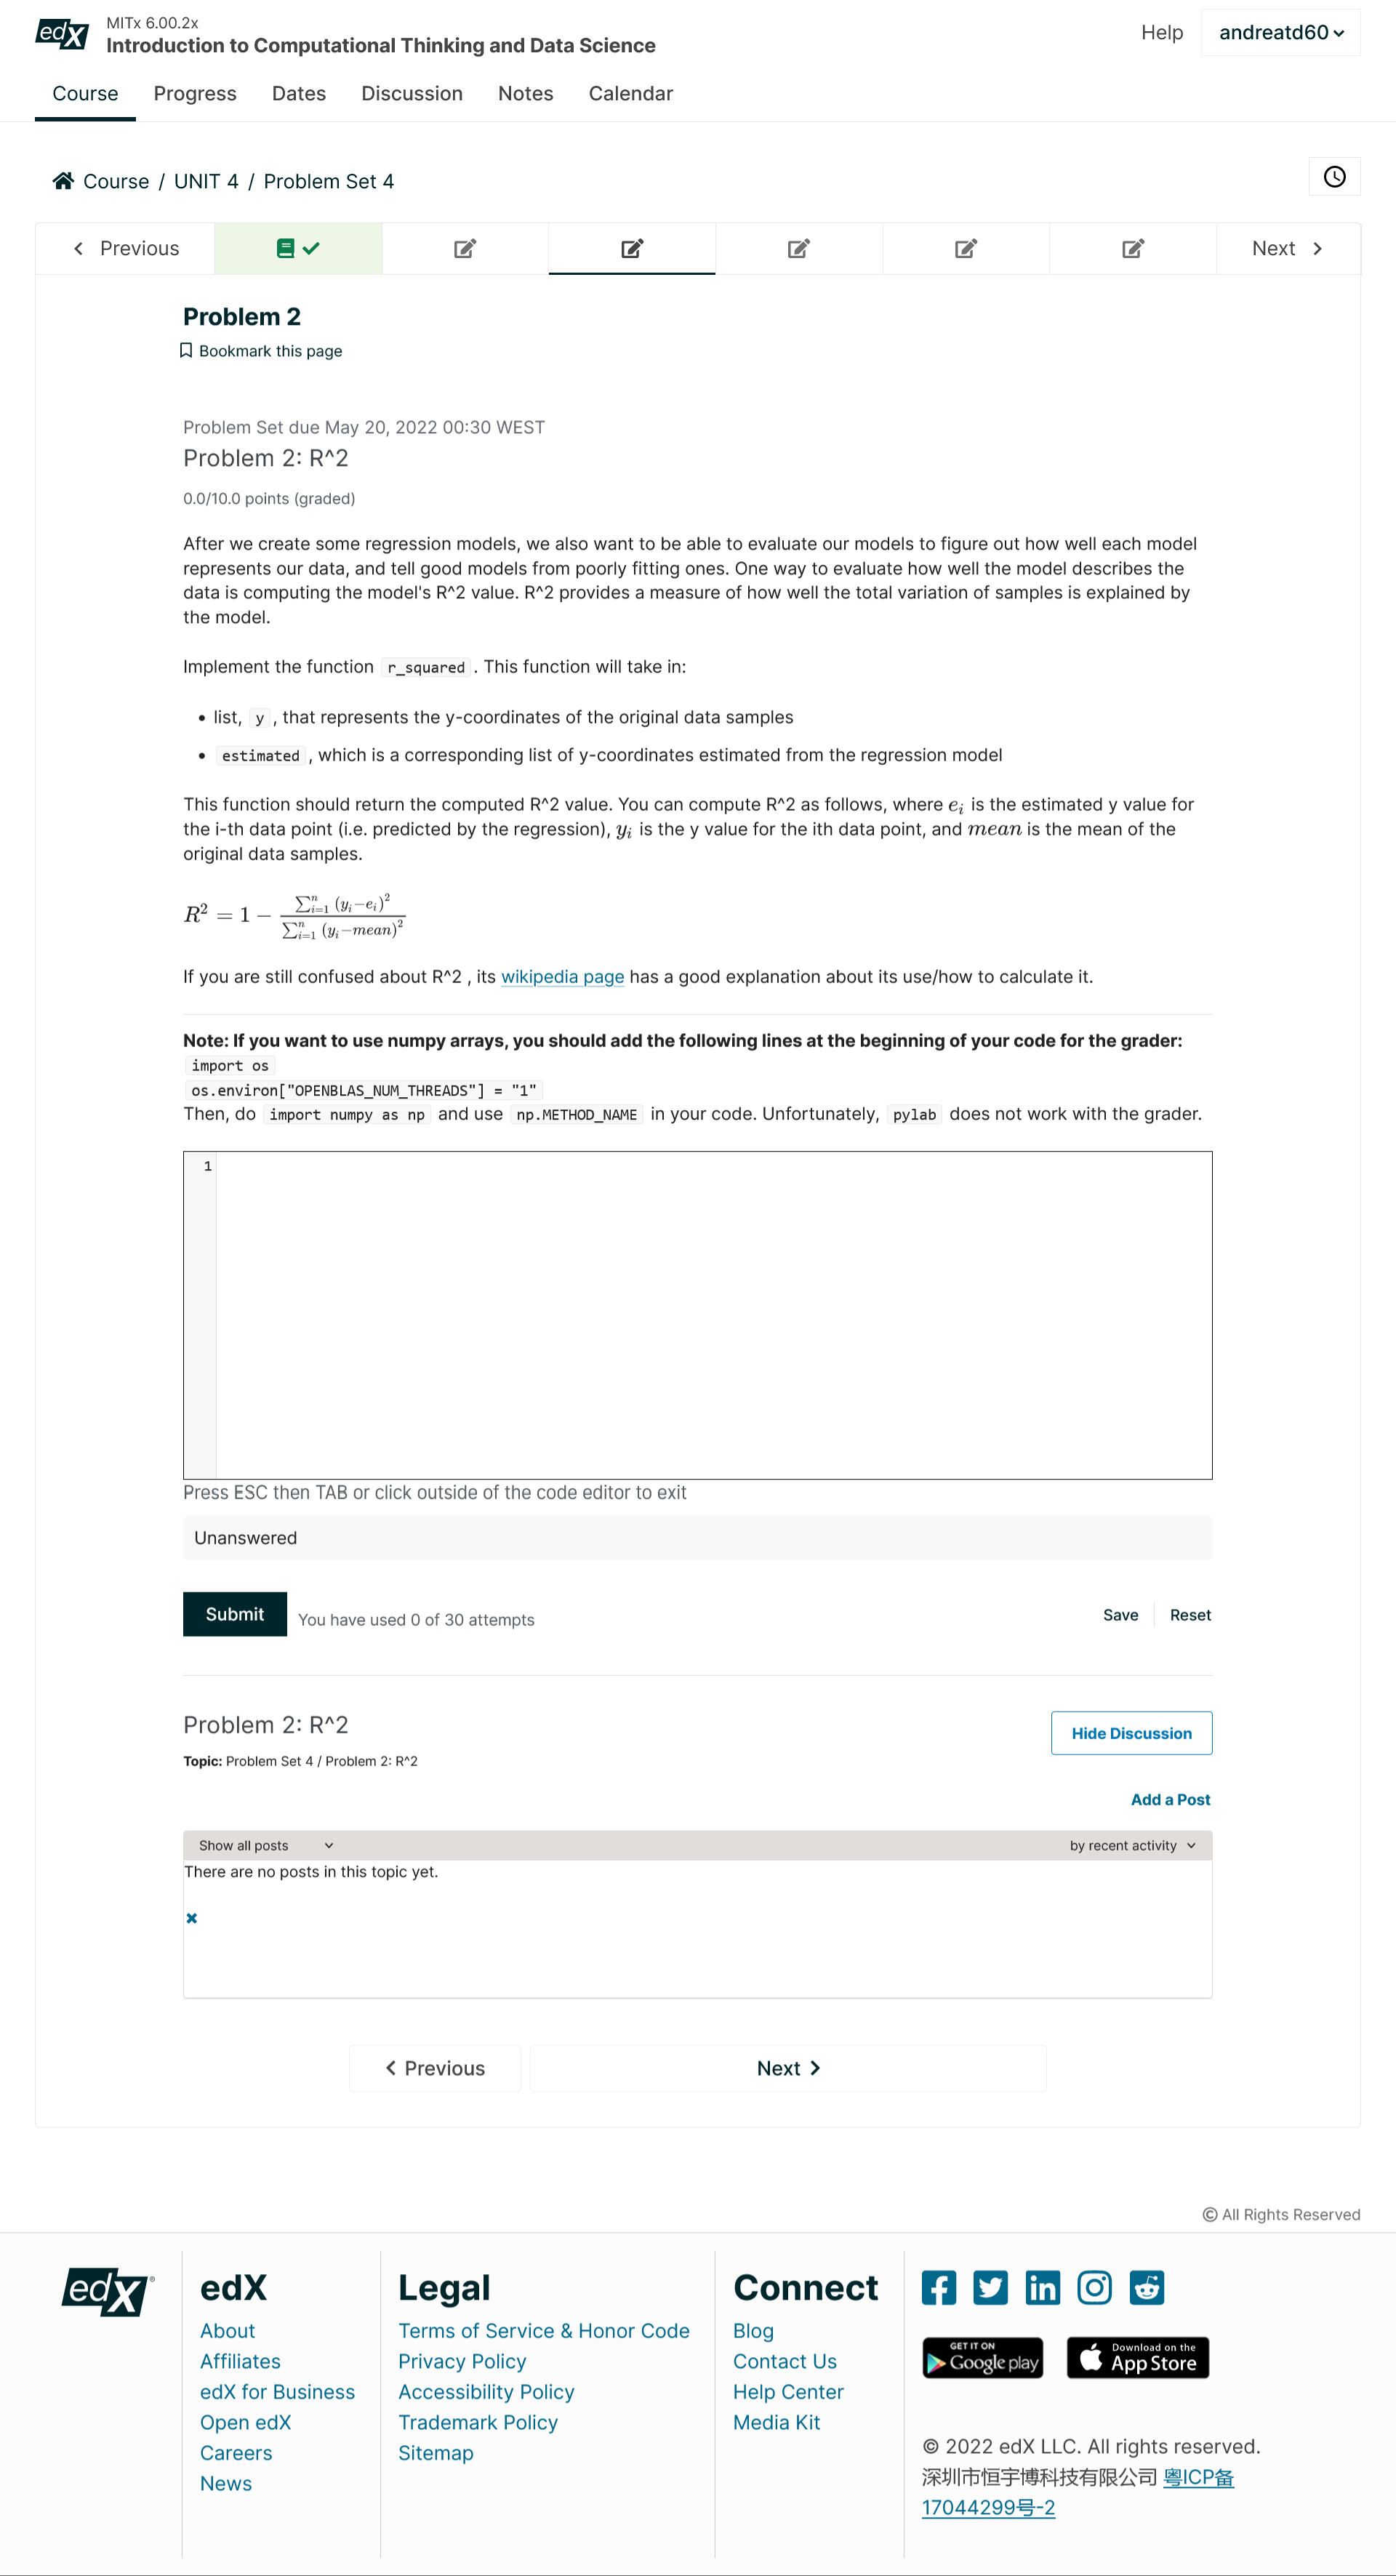 edX
MITx 6.00.2x
Introduction to Computational Thinking and Data Science
Help
andreatd60
Course Progress Dates Discussion Notes Calendar
Course / UNIT 4 / Problem Set 4
Previous
Next
Problem 2
Bookmark this page
Problem Set due May 20, 2022 00:30 WEST
Problem 2: R^2
0.0/10.0 points (graded)
After we create some regression models, we also want to be able to evaluate our models to figure out how well each model
represents our data, and tell good models from poorly fitting ones. One way to evaluate how well the model describes the
data is computing the model's R^2 value. R^2 provides a measure of how well the total variation of samples is explained by
the model.
Implement the function r_squared. This function will take in:
• list, y, that represents the y-coordinates of the original data samples
• estimated, which is a corresponding list of y-coordinates estimated from the regression model
This function should return the computed R^2 value. You can compute R^2 as follows, where e_i is the estimated y value for
the i-th data point (i.e. predicted by the regression), y_i is the y value for the ith data point, and mean is the mean of the
original data samples.
R² = 1 − ∑_{i=1}^{n} (y_i−e_i)² / ∑_{i=1}^{n} (y_i−mean)²
If you are still confused about R^2 , its wikipedia page has a good explanation about its use/how to calculate it.
Note: If you want to use numpy arrays, you should add the following lines at the beginning of your code for the grader:
import os
os.environ["OPENBLAS_NUM_THREADS"] = "1"
Then, do import numpy as np and use np.METHOD_NAME in your code. Unfortunately, pylab does not work with the grader.
1
Press ESC then TAB or click outside of the code editor to exit
Unanswered
Submit
You have used 0 of 30 attempts
Save
Reset
Problem 2: R^2
Hide Discussion
Topic: Problem Set 4 / Problem 2: R^2
Add a Post
Show all posts
by recent activity
There are no posts in this topic yet.
Previous
Next
© All Rights Reserved
edX®
edX
About
Affiliates
edX for Business
Open edX
Careers
News
Legal
Terms of Service & Honor Code
Privacy Policy
Accessibility Policy
Trademark Policy
Sitemap
Connect
Blog
Contact Us
Help Center
Media Kit
GET IT ON
Google play
Download on the
App Store
© 2022 edX LLC. All rights reserved.
深圳市恒宇博科技有限公司 粤ICP备
17044299号-2